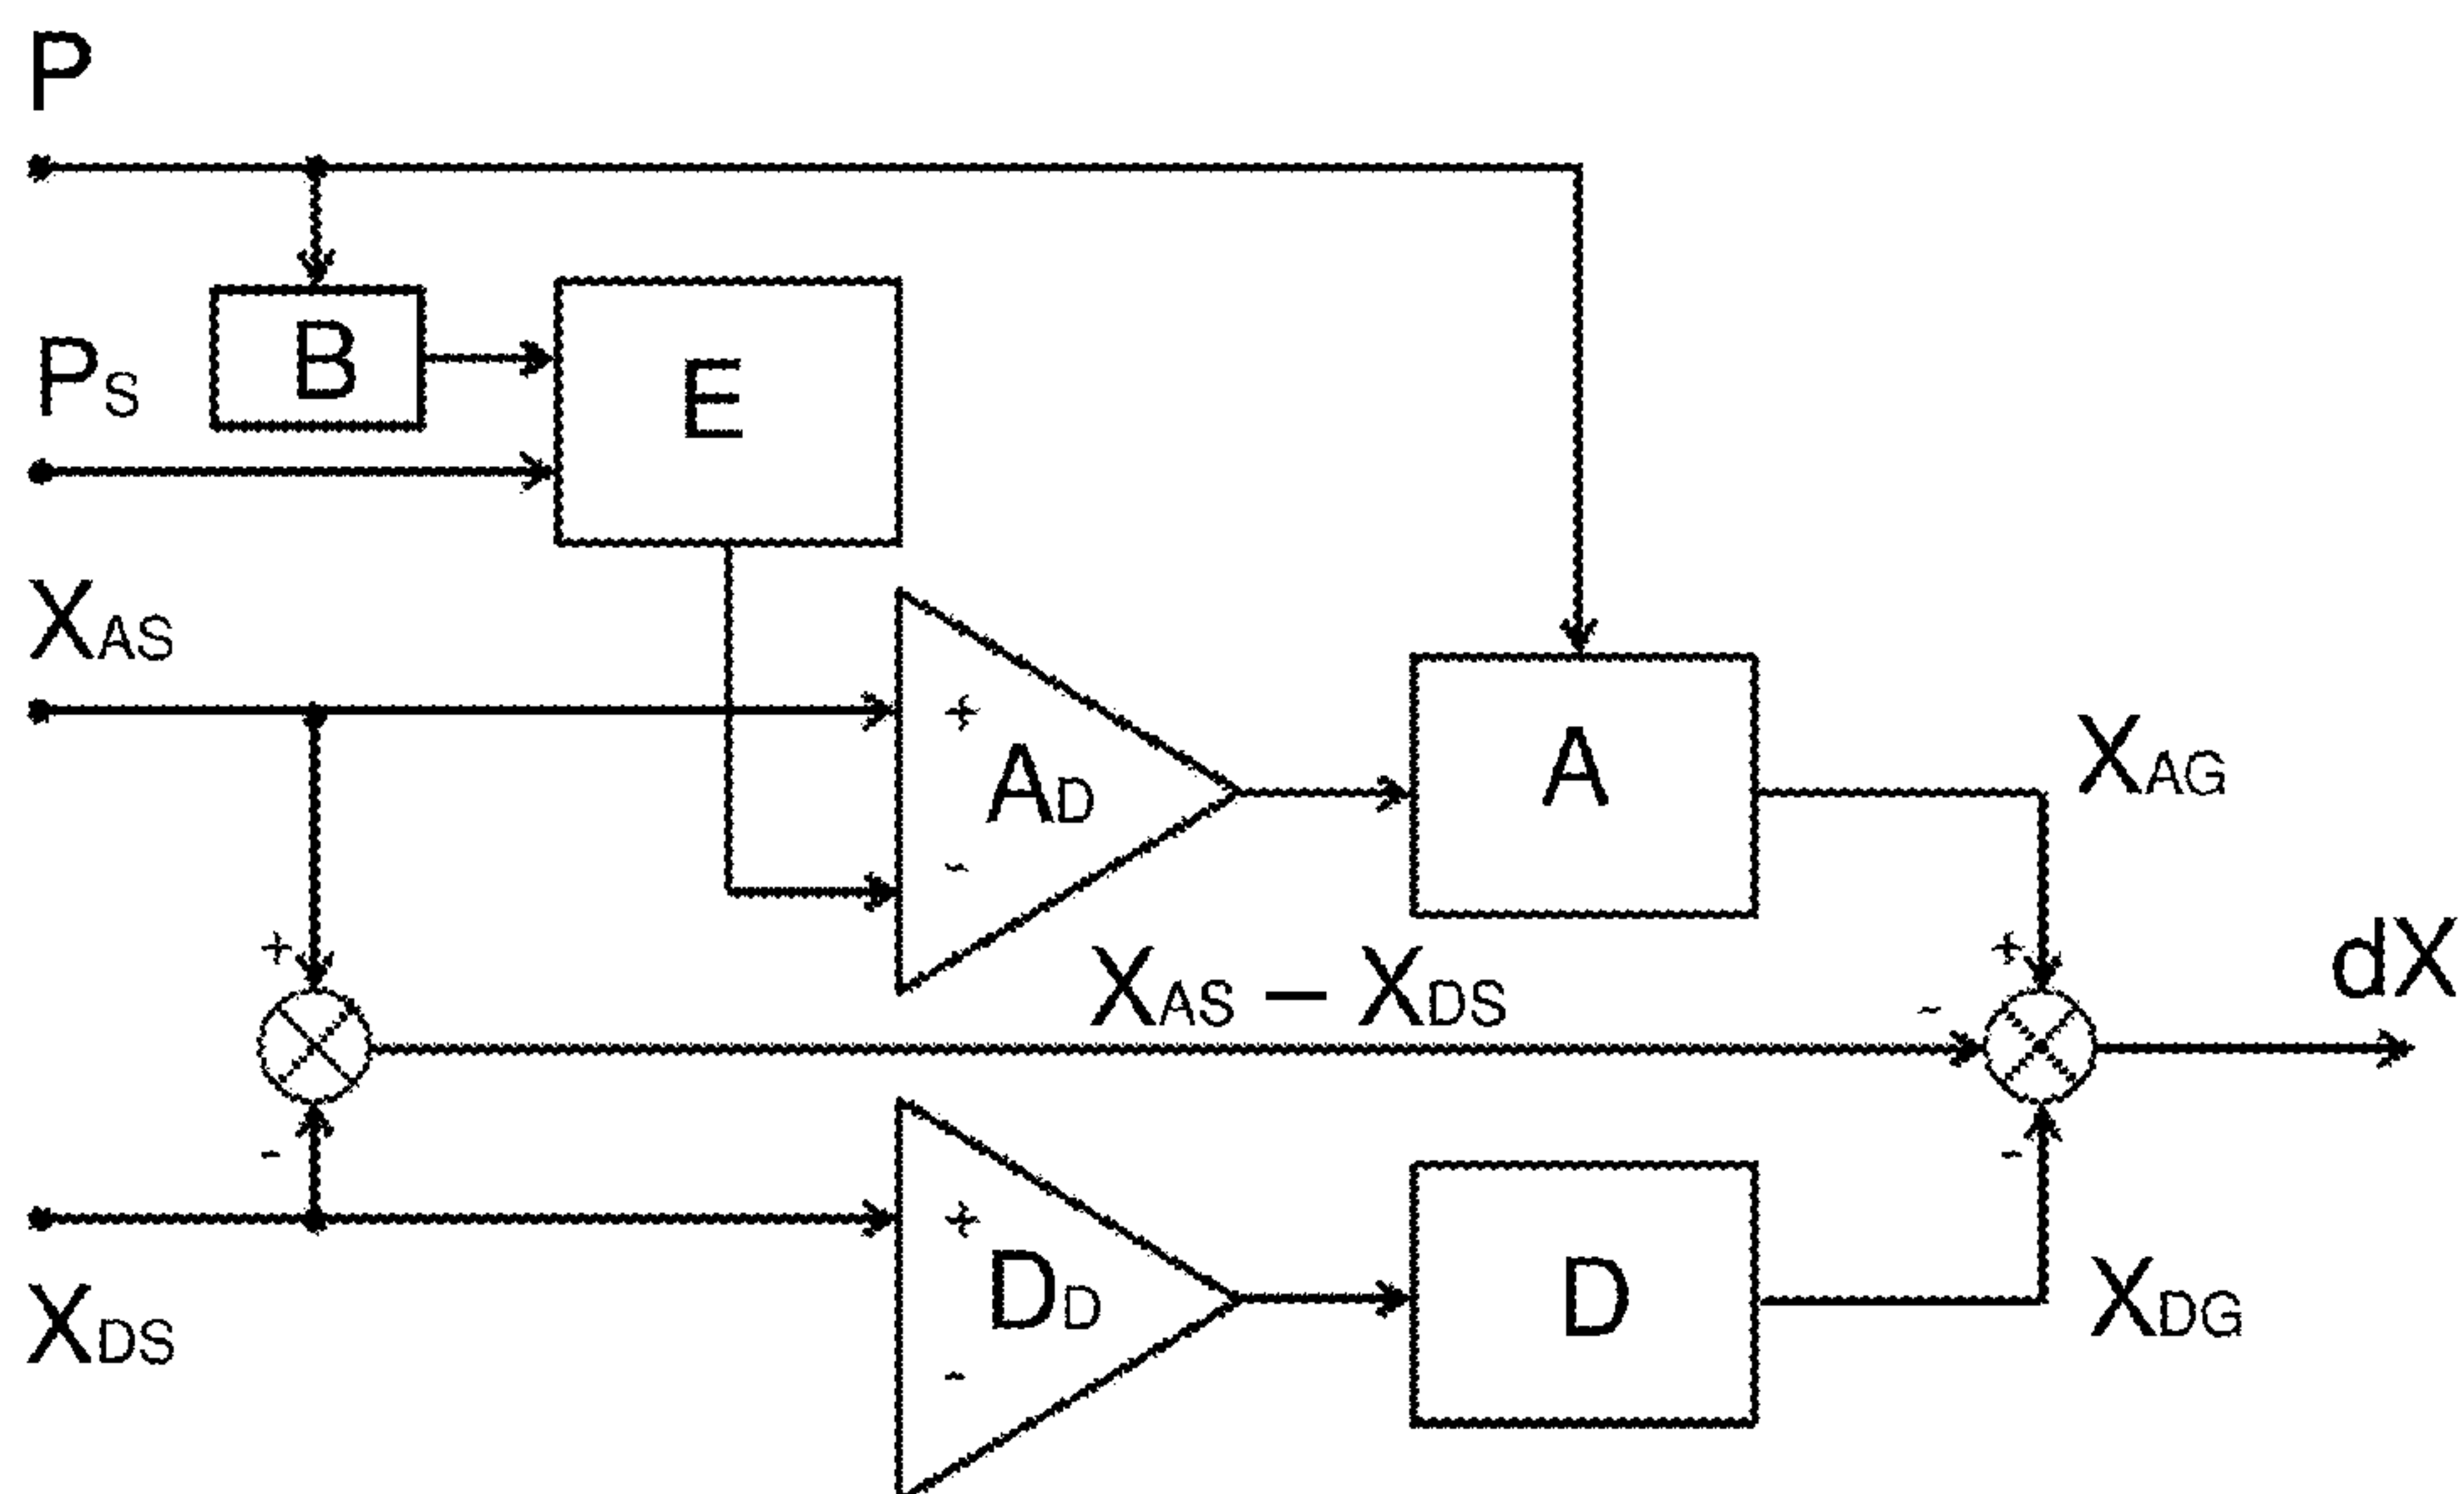 P
B
PS
E
XAS
+
AD
-
A
XAG
+
-
XAS – XDS
+
-
dX
-
XDS
+
DD
-
D
XDG